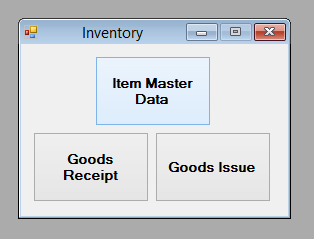 Inventory
Item Master
Data
Goods
Receipt
Goods Issue